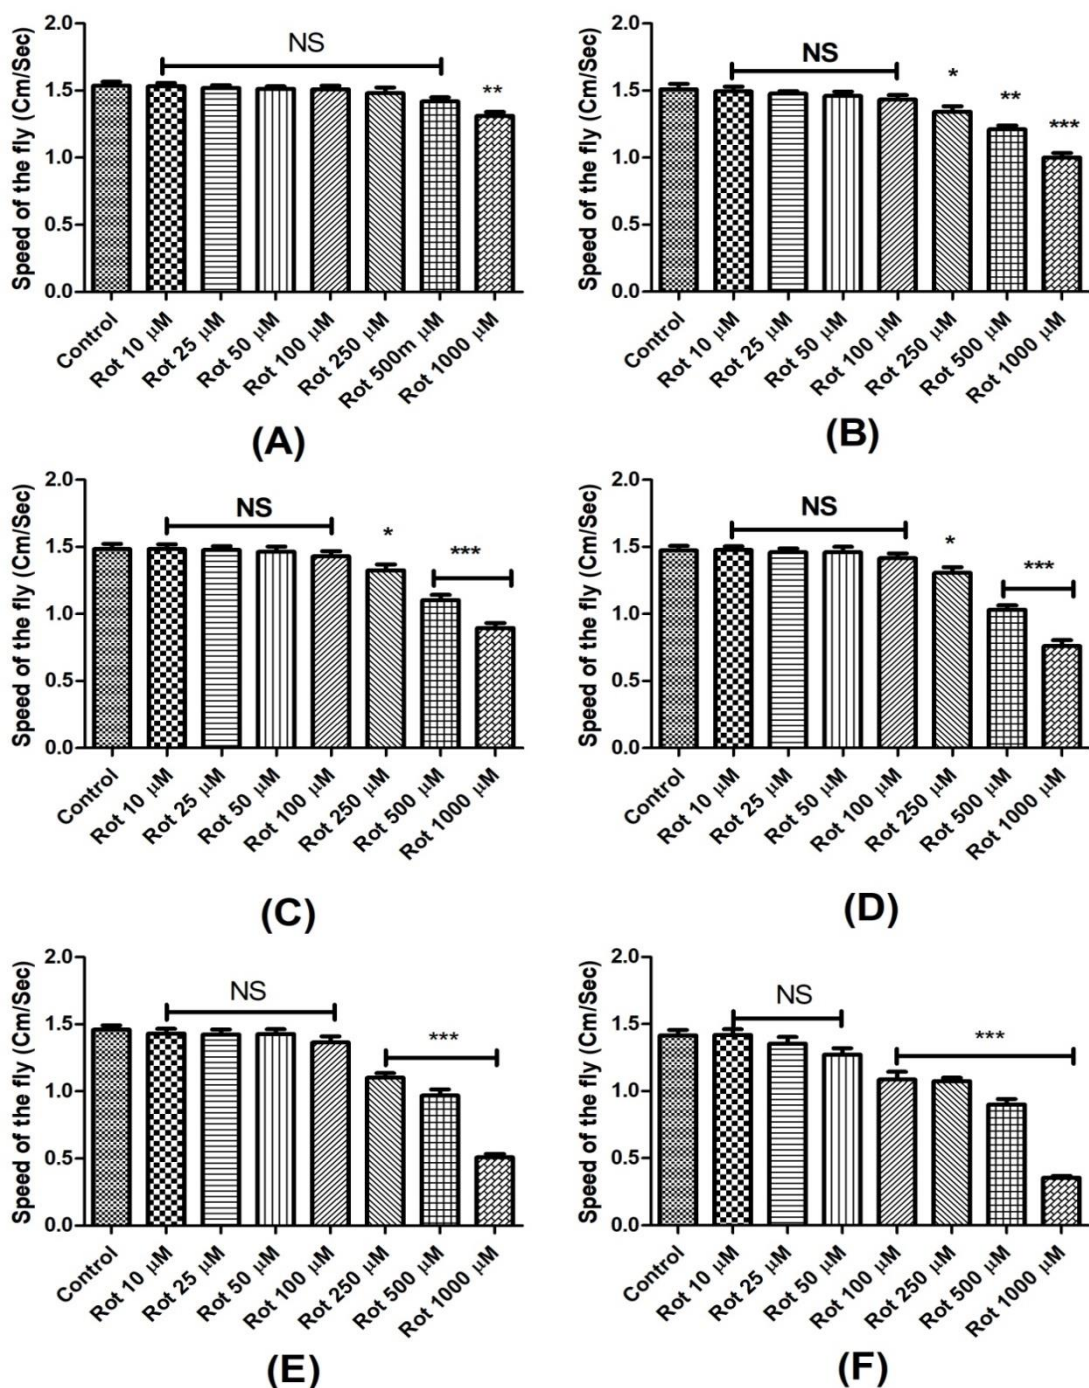 Speed of the fly (Cm/Sec)
2.0
1.5
1.0
0.5
0.0
NS
**
Control
Rot 10 µM
Rot 25 µM
Rot 50 µM
Rot 100 µM
Rot 250 µM
Rot 500m µM
Rot 1000 µM
(A)
Speed of the fly (Cm/Sec)
2.0
1.5
1.0
0.5
0.0
NS
*
**
***
Control
Rot 10 µM
Rot 25 µM
Rot 50 µM
Rot 100 µM
Rot 250 µM
Rot 500 µM
Rot 1000 µM
(B)
Speed of the fly (Cm/Sec)
2.0
1.5
1.0
0.5
0.0
NS
*
***
Control
Rot 10 µM
Rot 25 µM
Rot 50 µM
Rot 100 µM
Rot 250 µM
Rot 500 µM
Rot 1000 µM
(C)
Speed of the fly (Cm/Sec)
2.0
1.5
1.0
0.5
0.0
NS
*
***
Control
Rot 10 µM
Rot 25 µM
Rot 50 µM
Rot 100 µM
Rot 250 µM
Rot 500 µM
Rot 1000 µM
(D)
Speed of the fly (Cm/Sec)
2.0
1.5
1.0
0.5
0.0
NS
***
Control
Rot 10 µM
Rot 25 µM
Rot 50 µM
Rot 100 µM
Rot 250 µM
Rot 500 µM
Rot 1000 µM
(E)
Speed of the fly (Cm/Sec)
2.0
1.5
1.0
0.5
0.0
NS
***
Control
Rot 10 µM
Rot 25 µM
Rot 50 µM
Rot 100 µM
Rot 250 µM
Rot 500 µM
Rot 1000 µM
(F)